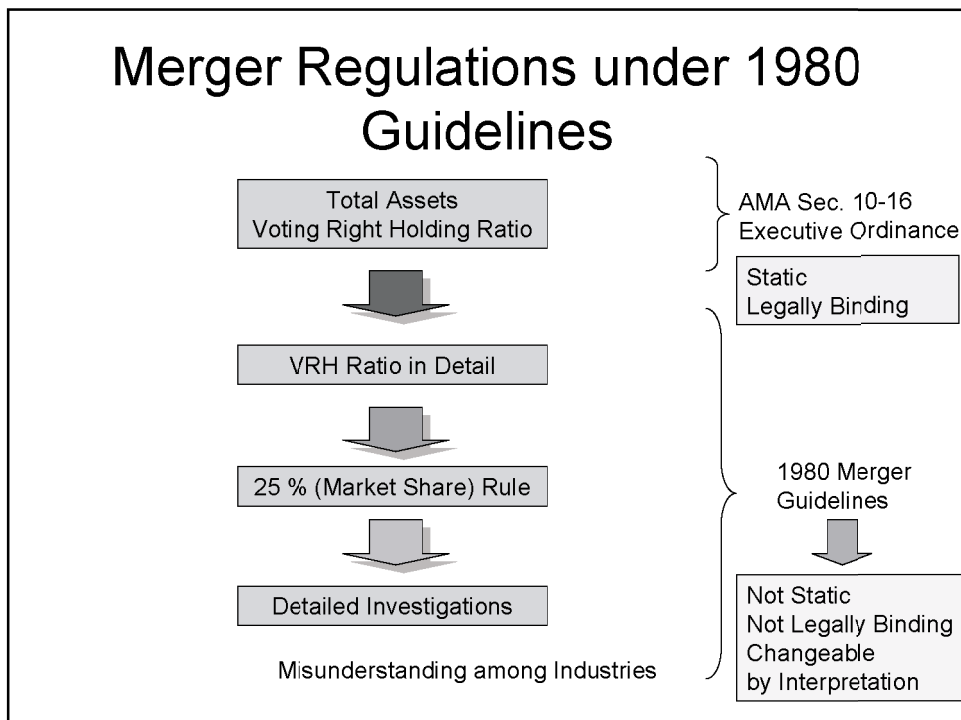 Merger Regulations under 1980
Guidelines
Total Assets
Voting Right Holding Ratio
AMA Sec. 10-16
Executive Ordinance
Static
Legally Binding
VRH Ratio in Detail
25 % (Market Share) Rule
1980 Merger
Guidelines
Detailed Investigations
Not Static
Not Legally Binding
Changeable
by Interpretation
Misunderstanding among Industries